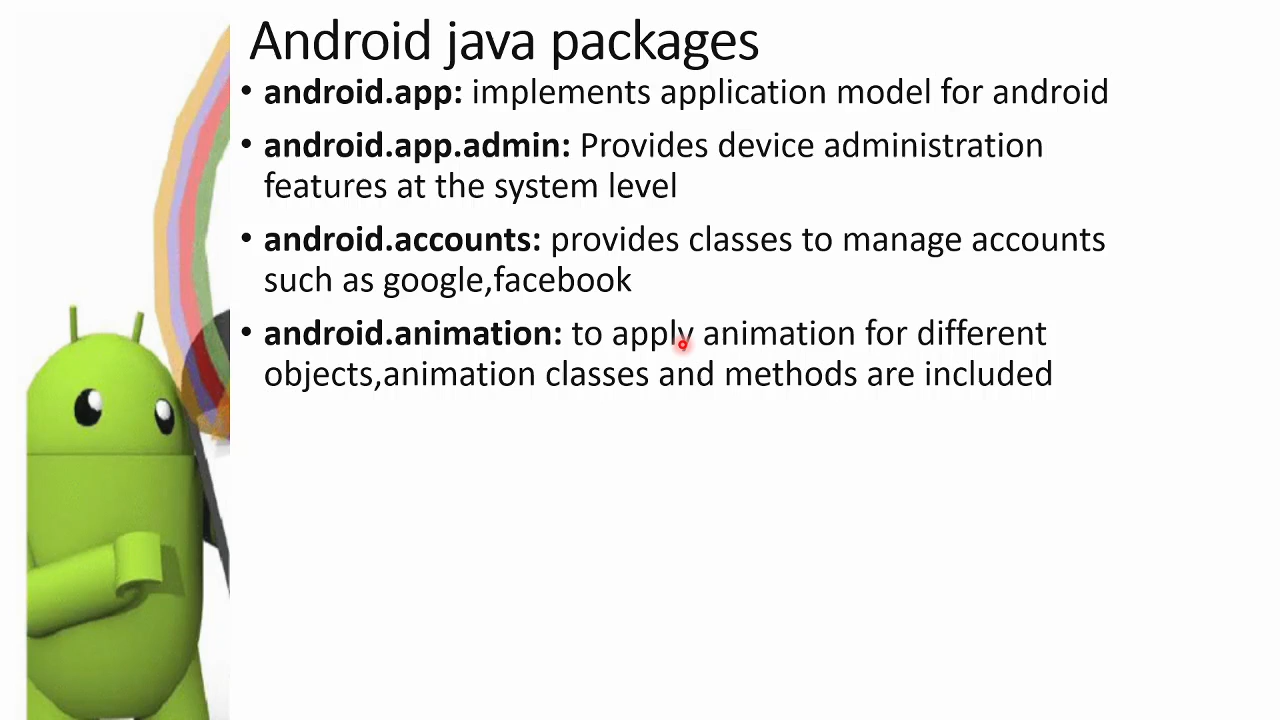 Android java packages
• android.app: implements application model for android
• android.app.admin: Provides device administration
features at the system level
• android.accounts: provides classes to manage accounts
such as google,facebook
• android.animation: to apply animation for different
objects,animation classes and methods are included